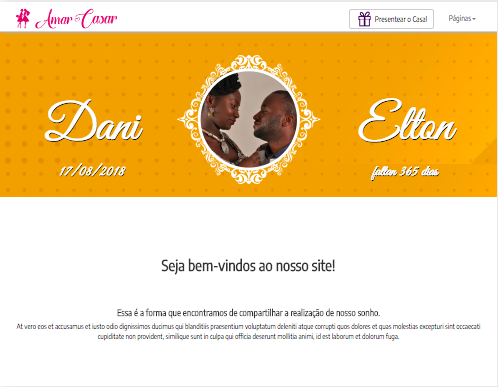 Amar e Casar
Presentear o Casal
Páginas
Dani
Elton
17/08/2018
faltan 365 dias
Seja bem-vindos ao nosso site!
Essa é a forma que encontramos de compartilhar a realização de nosso sonho.
At vero eos et accusamus et iusto odio dignissimos ducimus qui blanditiis praesentium voluptatum deleniti atque corrupti quos dolores et quas molestias excepturi sint occaecati
cupiditate non provident, similique sunt in culpa qui officia deserunt mollitia animi, id est laborum et dolorum fuga.